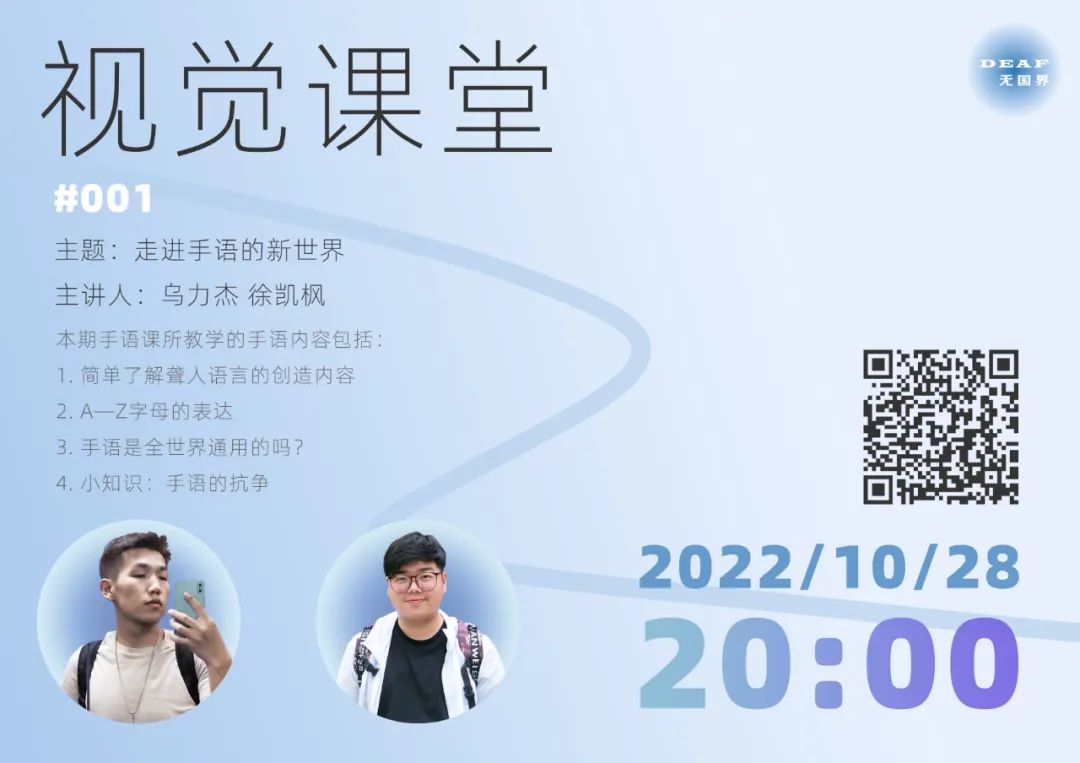 视觉课堂
DEAF
无国界
#001
主题：走进手语的新世界
主讲人：乌力杰 徐凯枫
本期手语课所教学的手语内容包括：
1. 简单了解聋人语言的创造内容
2. A—Z字母的表达
3. 手语是全世界通用的吗？
4. 小知识：手语的抗争
2022/10/28
20:00